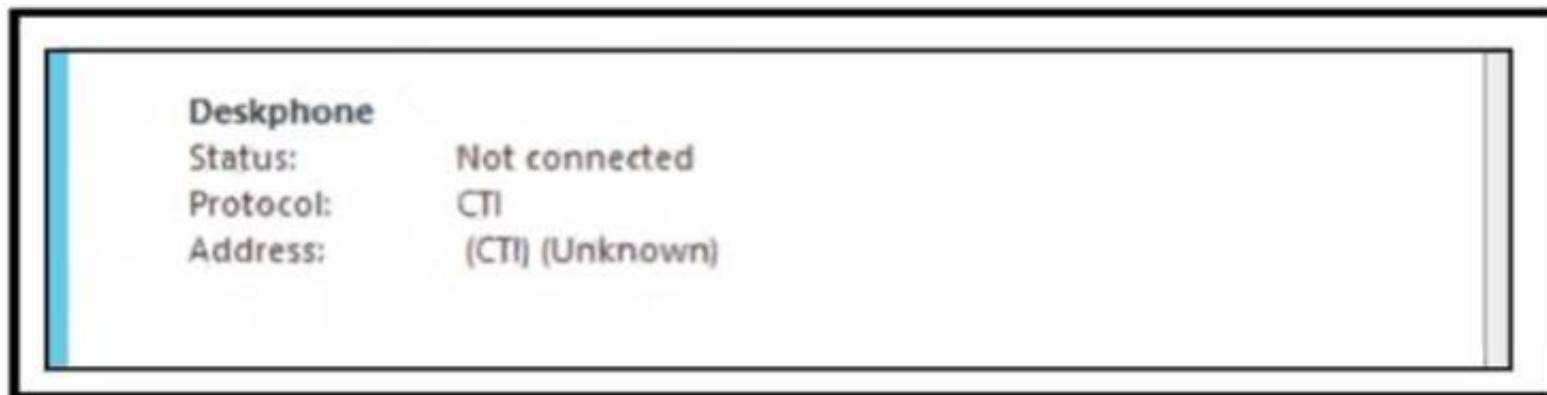 Deskphone
Status: Not connected
Protocol: CTI
Address: (CTI) (Unknown)